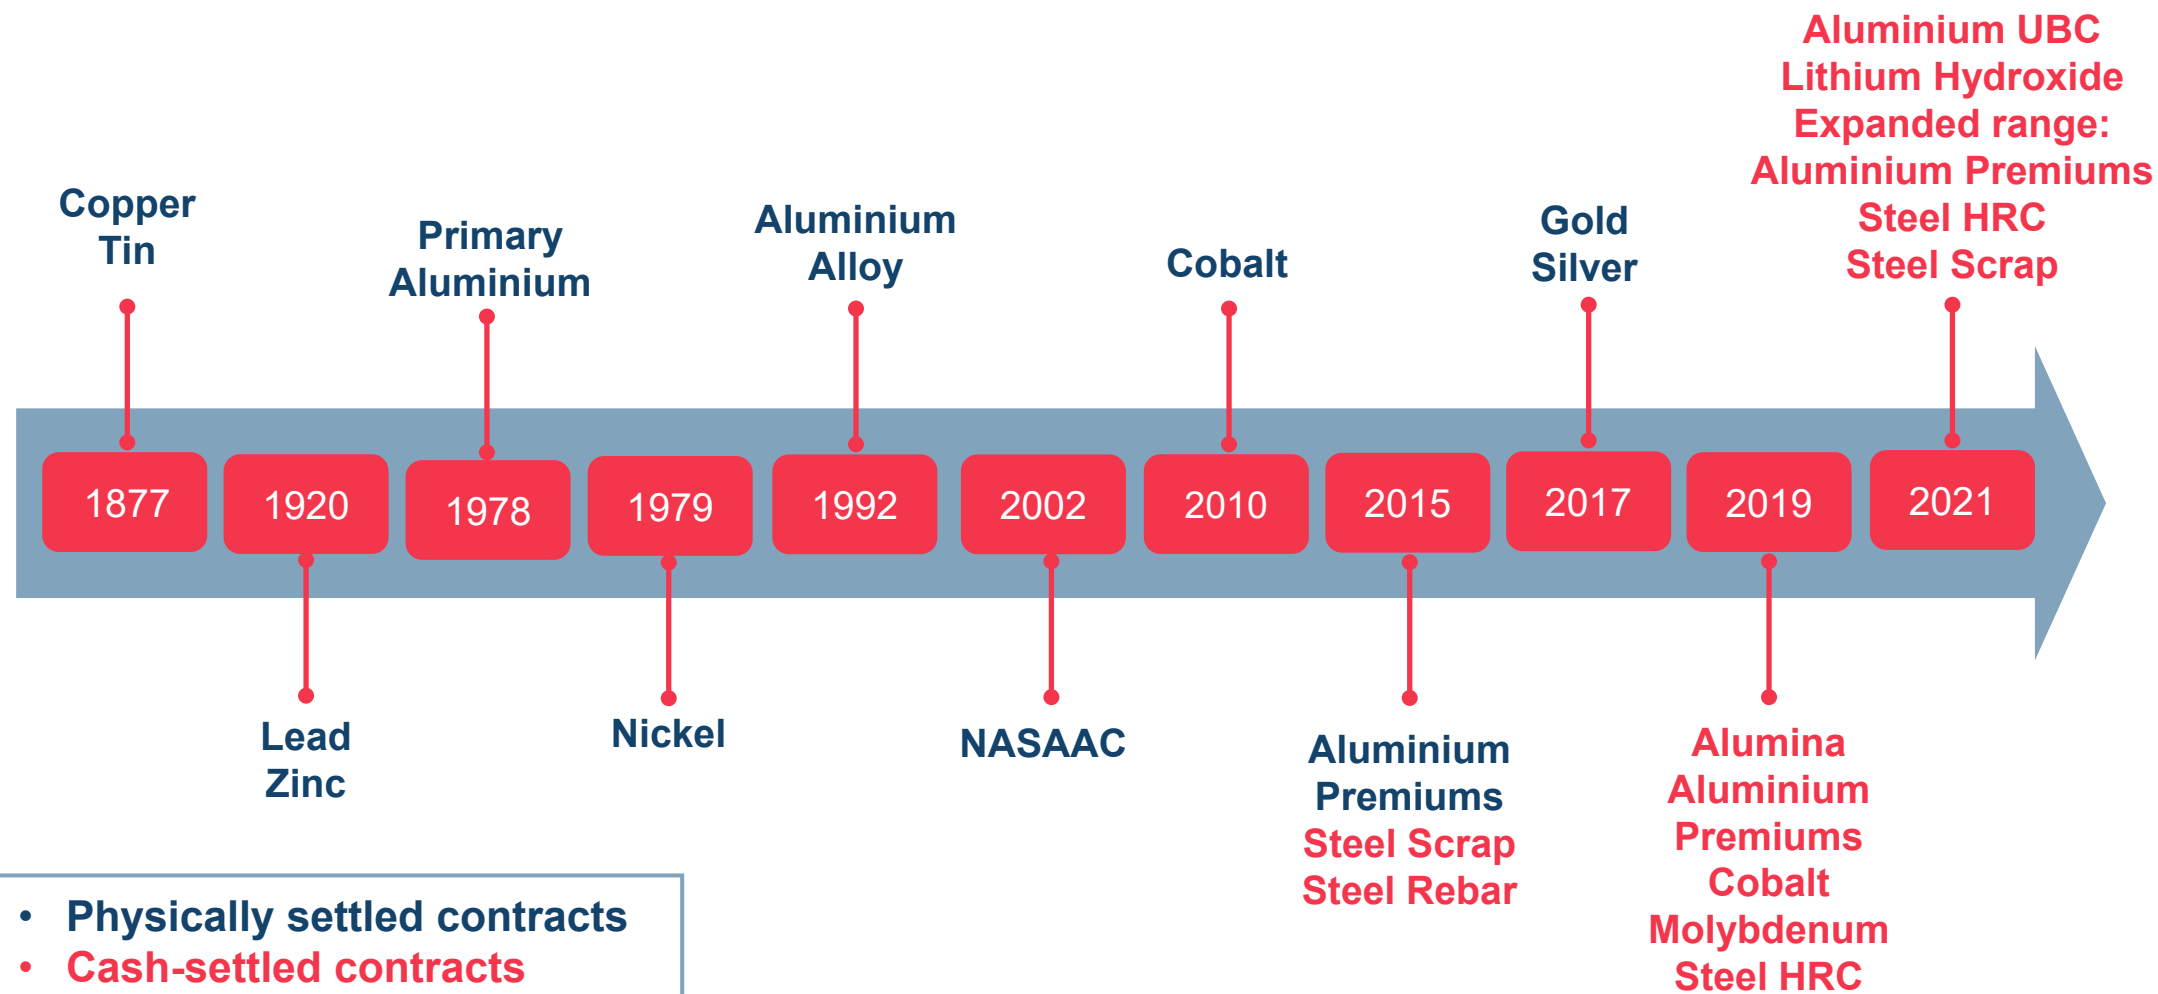 Aluminium UBC
Lithium Hydroxide
Expanded range:
Aluminium Premiums
Steel HRC
Steel Scrap
Copper
Tin
Primary
Aluminium
Aluminium
Alloy
Cobalt
Gold
Silver
1877
1920
1978
1979
1992
2002
2010
2015
2017
2019
2021
Lead
Zinc
Nickel
NASAAC
Aluminium
Premiums
Steel Scrap
Steel Rebar
Alumina
Aluminium
Premiums
Cobalt
Molybdenum
Steel HRC
• Physically settled contracts
• Cash-settled contracts